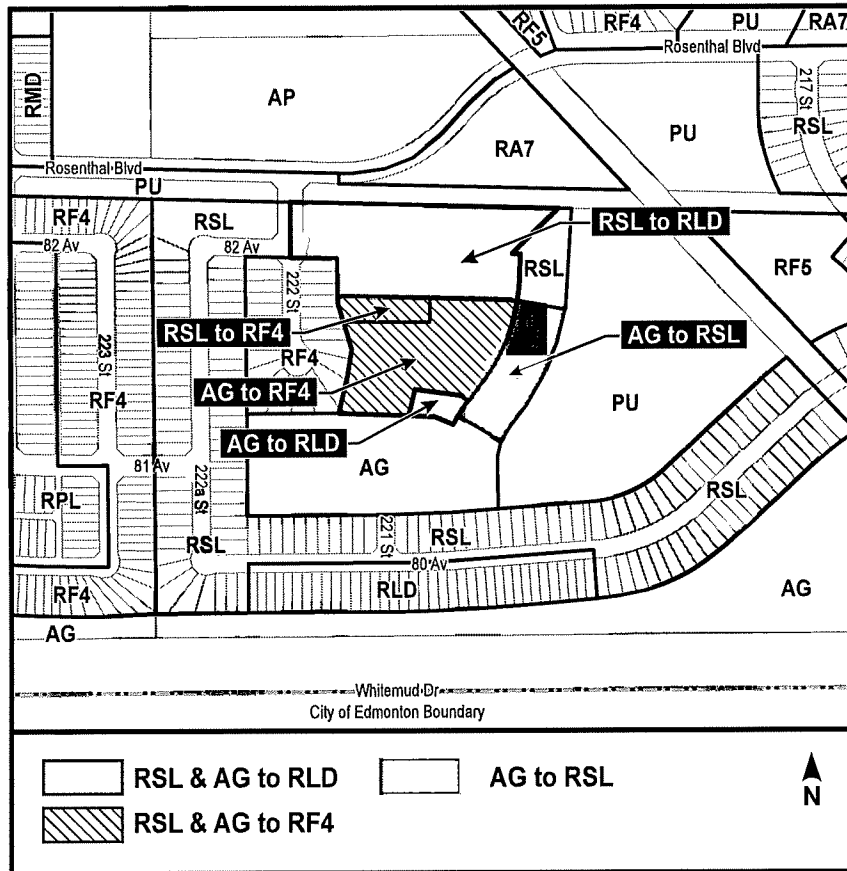 RF5
RF4
PU
RA7
Rosenthal Blvd
RMD
AP
217 St
RSL
PU
RA7
Rosenthal Blvd
PU
RF4
RSL
RSL to RLD
82 Av
82 Av
222 St
RSL
RF5
RSL to RF4
AG to RSL
223 St
RF4
RF4
AG to RF4
PU
AG to RLD
81 Av
AG
RPL
222a St
RSL
RSL
221 St
RSL
80 Av
RF4
RLD
AG
AG
Whitemud Dr
City of Edmonton Boundary
RSL & AG to RLD
AG to RSL
RSL & AG to RF4
N